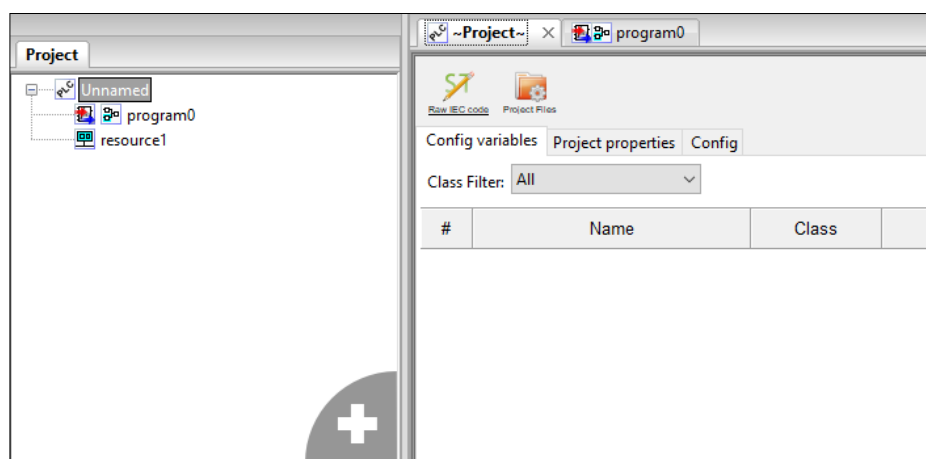 Project
Unnamed
program0
resource1
~Project~
program0
Raw IEC code
Project Files
Config variables
Project properties
Config
Class Filter:
All
#
Name
Class